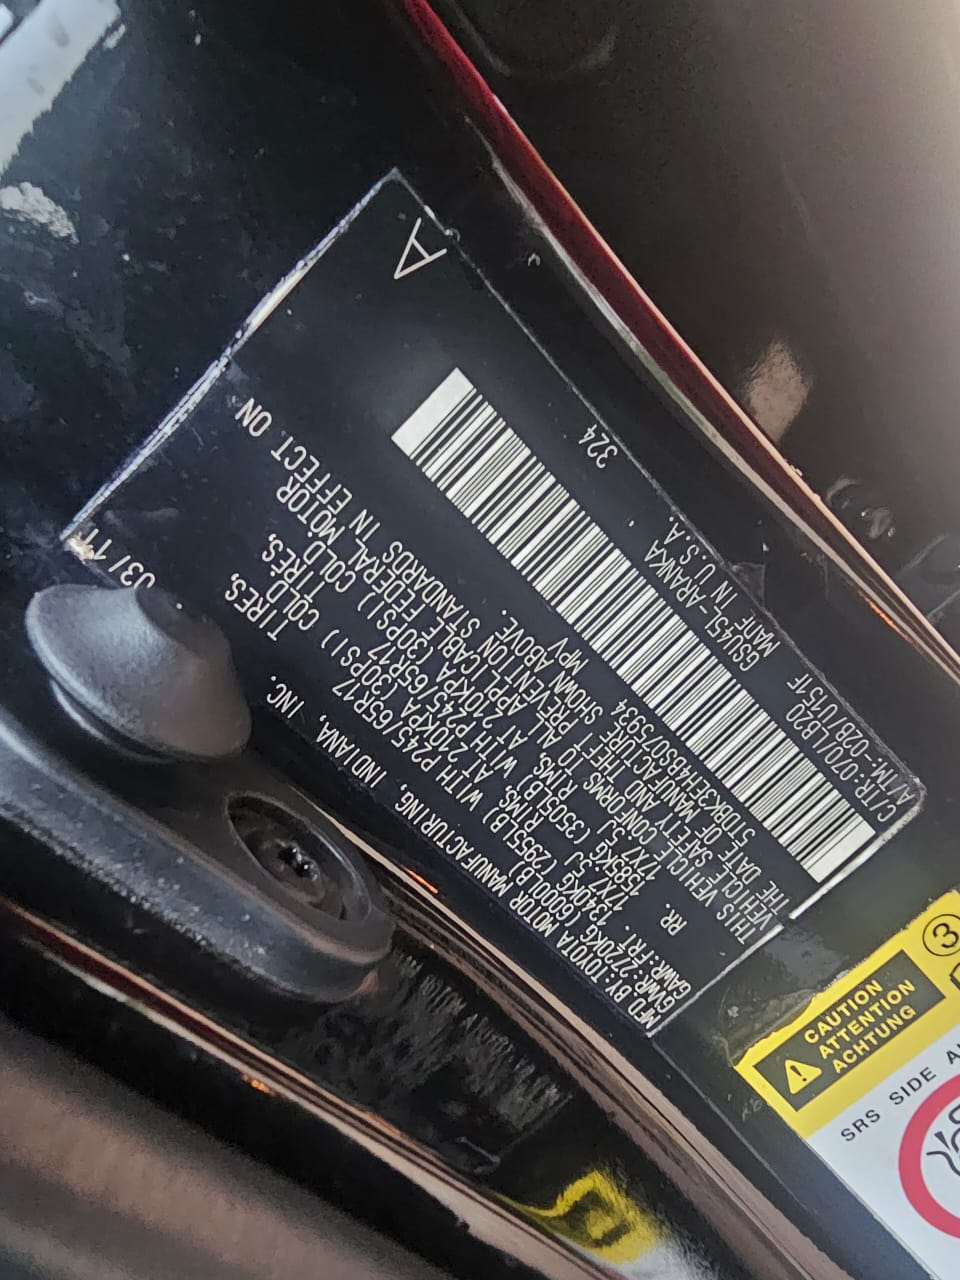 MFD BY:TOYOTA MOTOR MANUFACTURING, INDIANA, INC. 03/11
GVWR:2720KG (6000LB)
GAWR:FRT. 1340KG (2955LB) WITH P245/65R17 TIRES,
17X7.5J RIMS, AT 210KPA (30PSI) COLD
RR. 1585KG (3505LB) WITH P245/65R17 TIRES,
17X7.5J RIMS, AT 210KPA (30PSI) COLD
THIS VEHICLE CONFORMS TO ALL APPLICABLE FEDERAL MOTOR
VEHICLE SAFETY AND THEFT PREVENTION STANDARDS IN EFFECT ON
THE DATE OF MANUFACTURE SHOWN ABOVE.
5TDBK3EH4BS075934 MPV
A
C/TR:070/LB20 GSU45L-ARANKA 324
A/TM:-02B/U151F MADE IN U.S.A.
CAUTION
ATTENTION
ACHTUNG
3
SRS SIDE